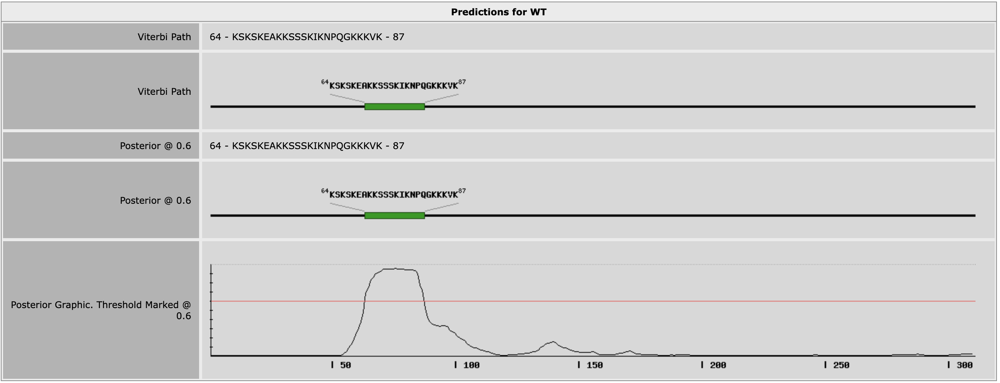 Predictions for WT
Viterbi Path
64 - KSKSKEAKKSSSKIKNPQGKKKVK - 87
Viterbi Path
64 KSKSKEAKKSSSKIKNPQGKKKVK 87
Posterior @ 0.6
64 - KSKSKEAKKSSSKIKNPQGKKKVK - 87
Posterior @ 0.6
64 KSKSKEAKKSSSKIKNPQGKKKVK 87
Posterior Graphic. Threshold Marked @
0.6
| 50 | 100 | 150 | 200 | 250 | 300